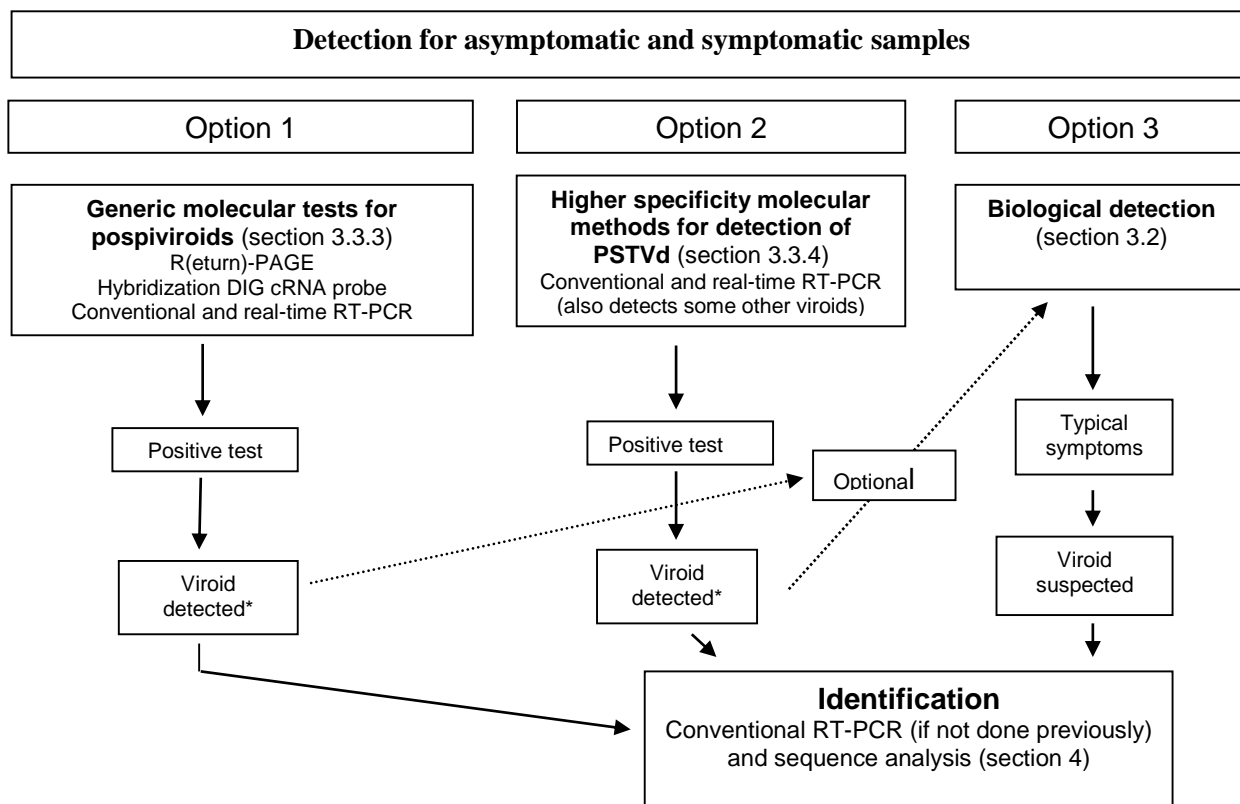 Detection for asymptomatic and symptomatic samples
Option 1
Option 2
Option 3
Generic molecular tests for
pospiviroids (section 3.3.3)
R(eturn)-PAGE
Hybridization DIG cRNA probe
Conventional and real-time RT-PCR
Higher specificity molecular
methods for detection of
PSTVd (section 3.3.4)
Conventional and real-time RT-PCR
(also detects some other viroids)
Biological detection
(section 3.2)
Positive test
Positive test
Typical
symptoms
Optional
Viroid
detected*
Viroid
detected*
Viroid
suspected
Identification
Conventional RT-PCR (if not done previously)
and sequence analysis (section 4)